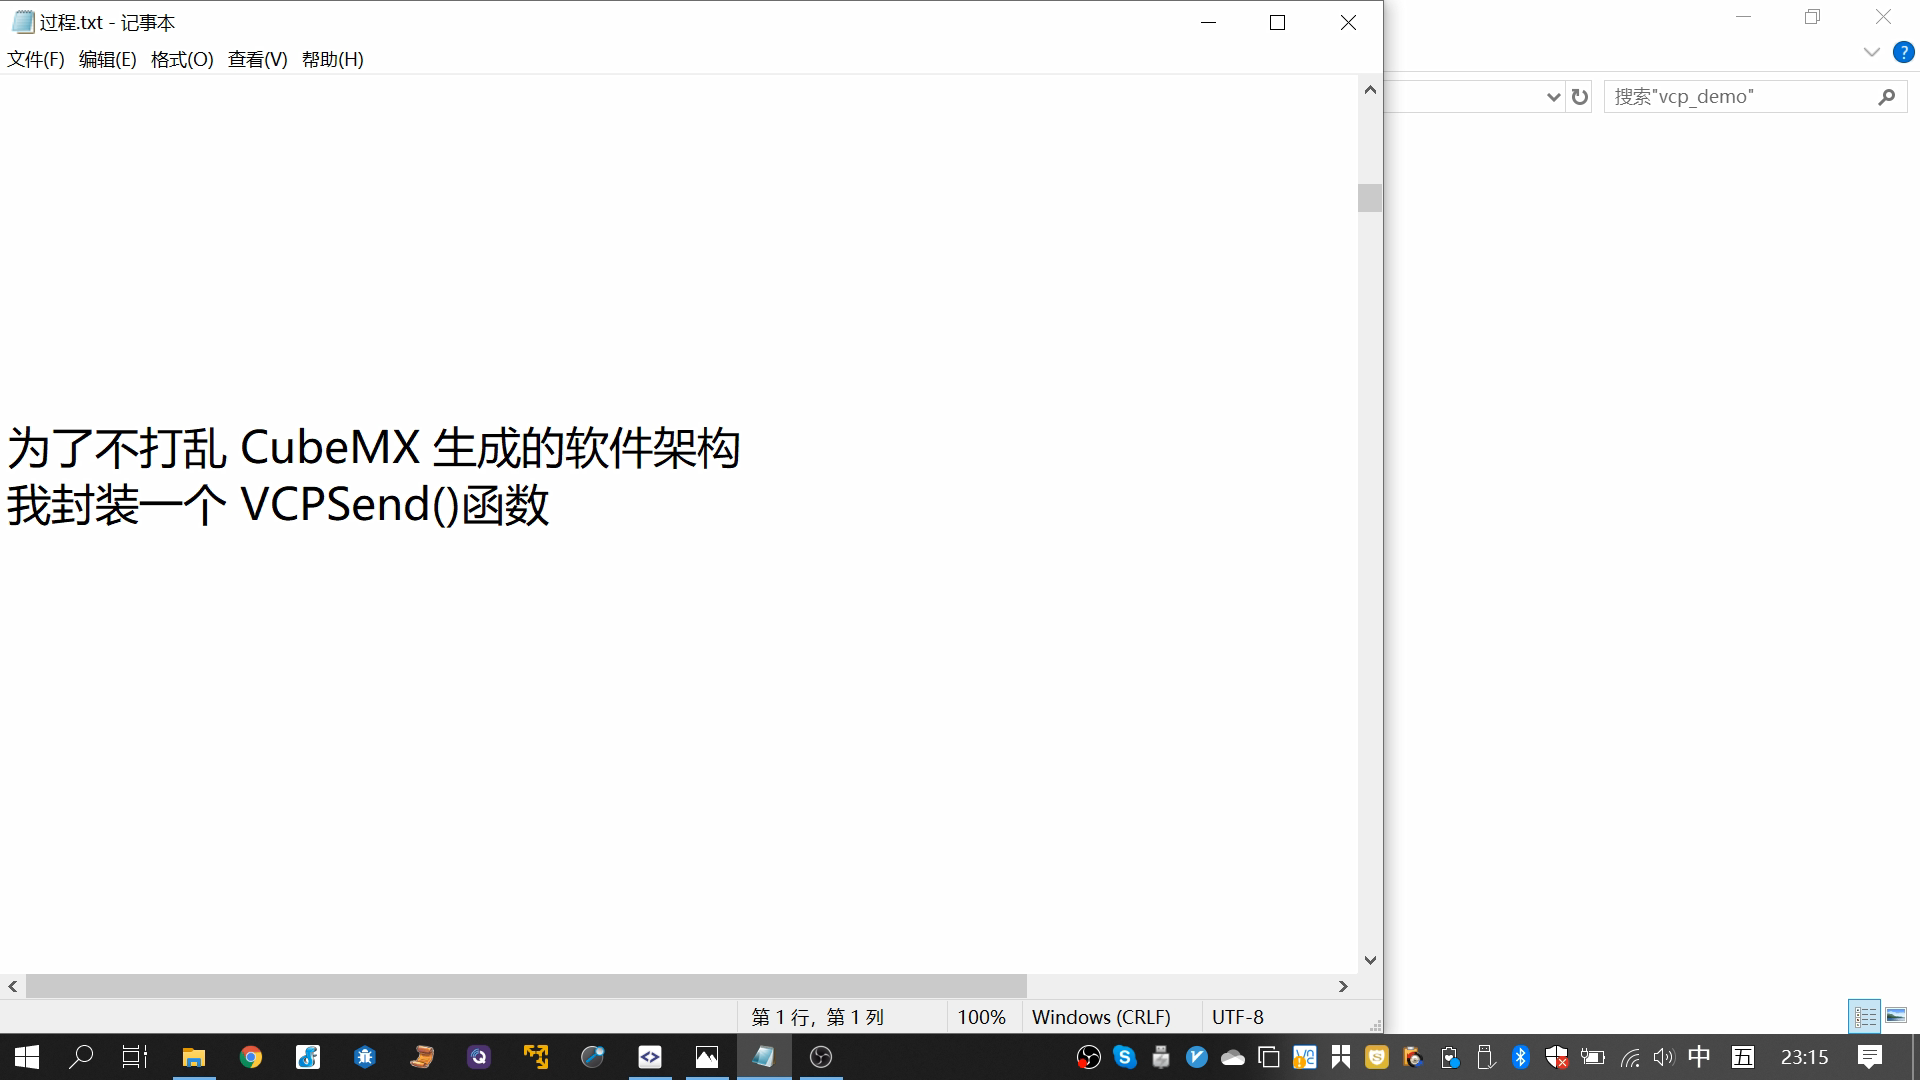 过程.txt - 记事本
文件(F) 编辑(E) 格式(O) 查看(V) 帮助(H)
搜索"vcp_demo"
为了不打乱 CubeMX 生成的软件架构
我封装一个 VCPSend()函数
第 1 行，第 1 列 100% Windows (CRLF) UTF-8
中 五 23:15